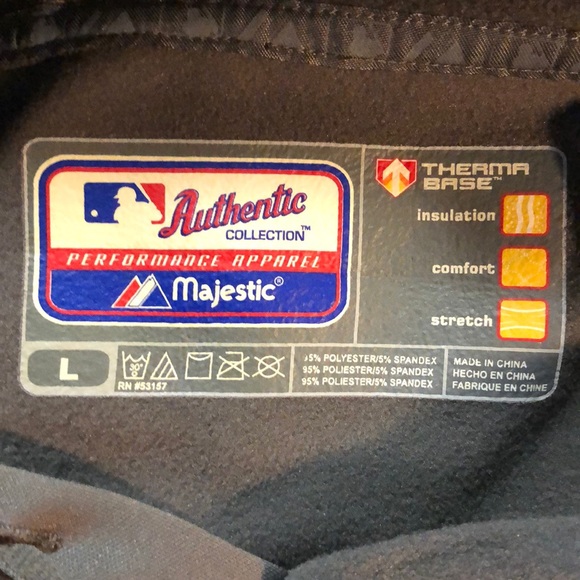 Authentic
COLLECTION™
PERFORMANCE APPAREL
Majestic®
THERMA
BASE™
insulation
comfort
stretch
L
30°
RN #53157
95% POLYESTER/5% SPANDEX
95% POLIESTER/5% SPANDEX
95% POLIESTER/5% SPANDEX
MADE IN CHINA
HECHO EN CHINA
FABRIQUE EN CHINE